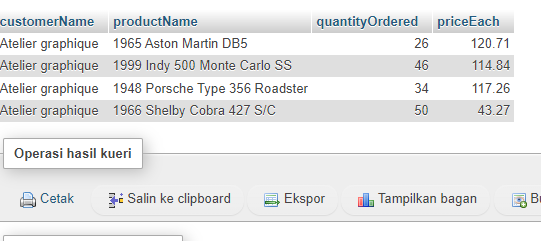 customerName productName quantityOrdered priceEach
Atelier graphique 1965 Aston Martin DB5 26 120.71
Atelier graphique 1999 Indy 500 Monte Carlo SS 46 114.84
Atelier graphique 1948 Porsche Type 356 Roadster 34 117.26
Atelier graphique 1966 Shelby Cobra 427 S/C 50 43.27
Operasi hasil kueri
Cetak Salin ke clipboard Ekspor Tampilkan bagan